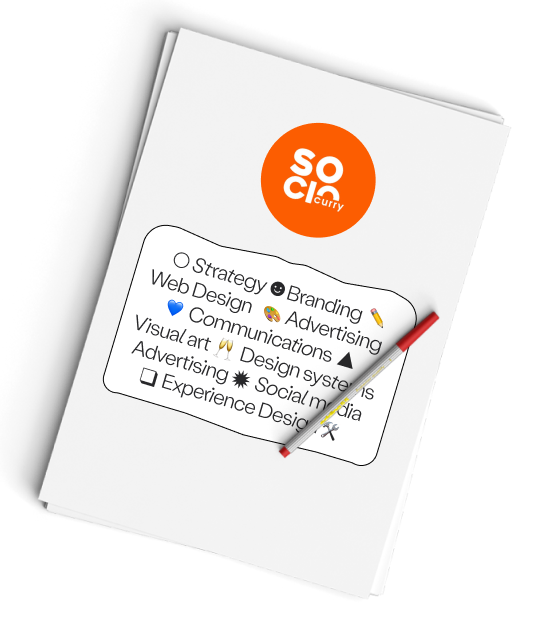 SO
CIO
curry
○ Strategy ☻ Branding ✏️
Web Design 🎨 Advertising
💙 Communications ▲
Visual art 🥂 Design systems
Advertising ✹ Social media
❏ Experience Design 🛠️